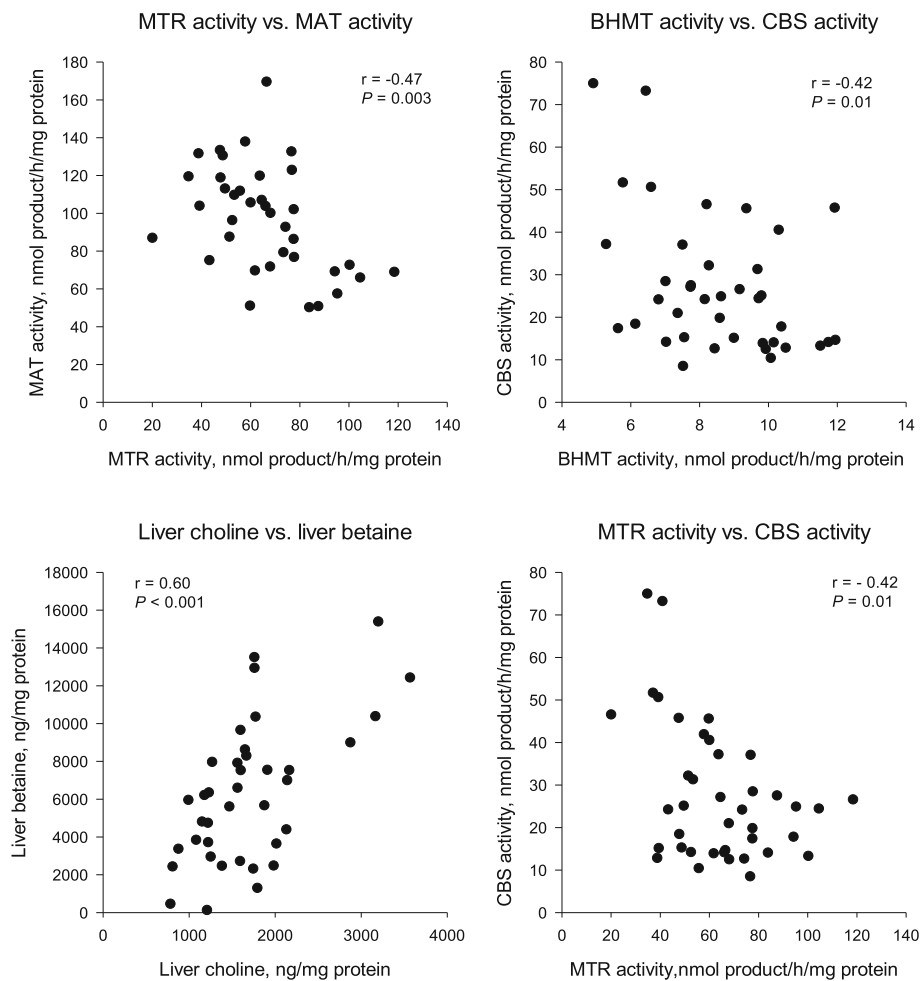 MTR activity vs. MAT activity
r = -0.47
P = 0.003
MAT activity, nmol product/h/mg protein
180
160
140
120
100
80
60
40
20
0
0 20 40 60 80 100 120 140
MTR activity, nmol product/h/mg protein
BHMT activity vs. CBS activity
r = -0.42
P = 0.01
CBS activity, nmol product/h/mg protein
80
70
60
50
40
30
20
10
0
4 6 8 10 12 14
BHMT activity, nmol product/h/mg protein
Liver choline vs. liver betaine
r = 0.60
P < 0.001
Liver betaine, ng/mg protein
18000
16000
14000
12000
10000
8000
6000
4000
2000
0
0 1000 2000 3000 4000
Liver choline, ng/mg protein
MTR activity vs. CBS activity
r = - 0.42
P = 0.01
CBS activity, nmol product/h/mg protein
80
70
60
50
40
30
20
10
0
0 20 40 60 80 100 120 140
MTR activity,nmol product/h/mg protein